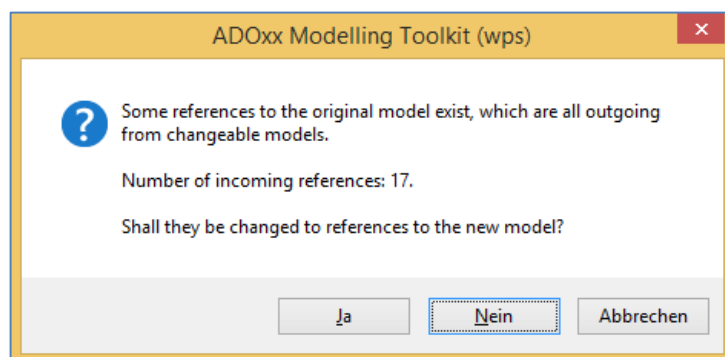 ADOxx Modelling Toolkit (wps)
Some references to the original model exist, which are all outgoing
from changeable models.
Number of incoming references: 17.
Shall they be changed to references to the new model?
Ja
Nein
Abbrechen